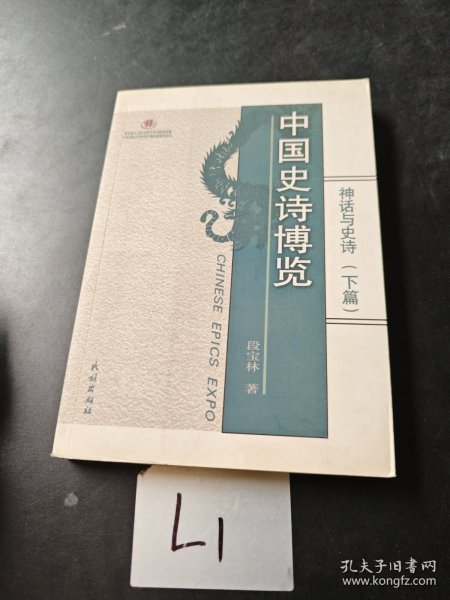 中国史诗博览
神话与史诗（下篇）
CHINESE EPICS EXPO
段宝林 著
民族出版社
L1
孔夫子旧书网
www.kongfz.com